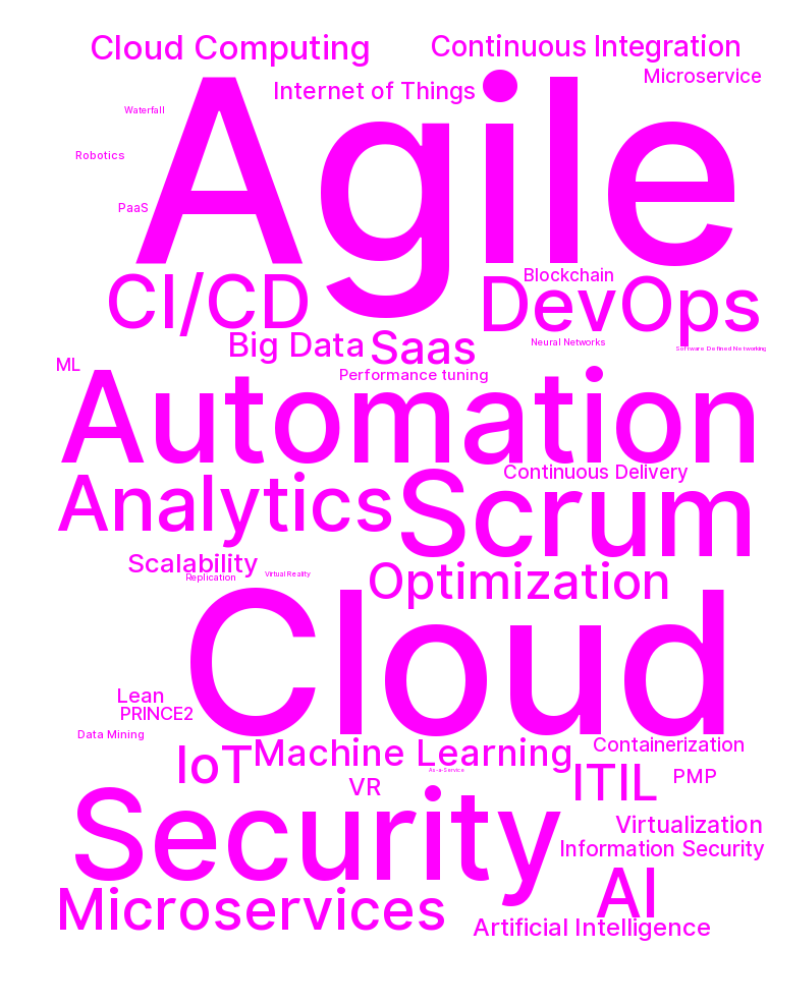 Cloud Computing
Continuous Integration
Microservice
Internet of Things
Agile
Waterfall
Robotics
PaaS
CI/CD
Blockchain
DevOps
Big Data
Saas
Neural Networks
Software Defined Networking
ML
Performance tuning
Automation
Continuous Delivery
Analytics
Scrum
Scalability
Replication
Virtual Reality
Optimization
Cloud
Lean
PRINCE2
Data Mining
IoT
Machine Learning
Containerization
As-a-Service
VR
ITIL
PMP
Security
Virtualization
Information Security
AI
Microservices
Artificial Intelligence